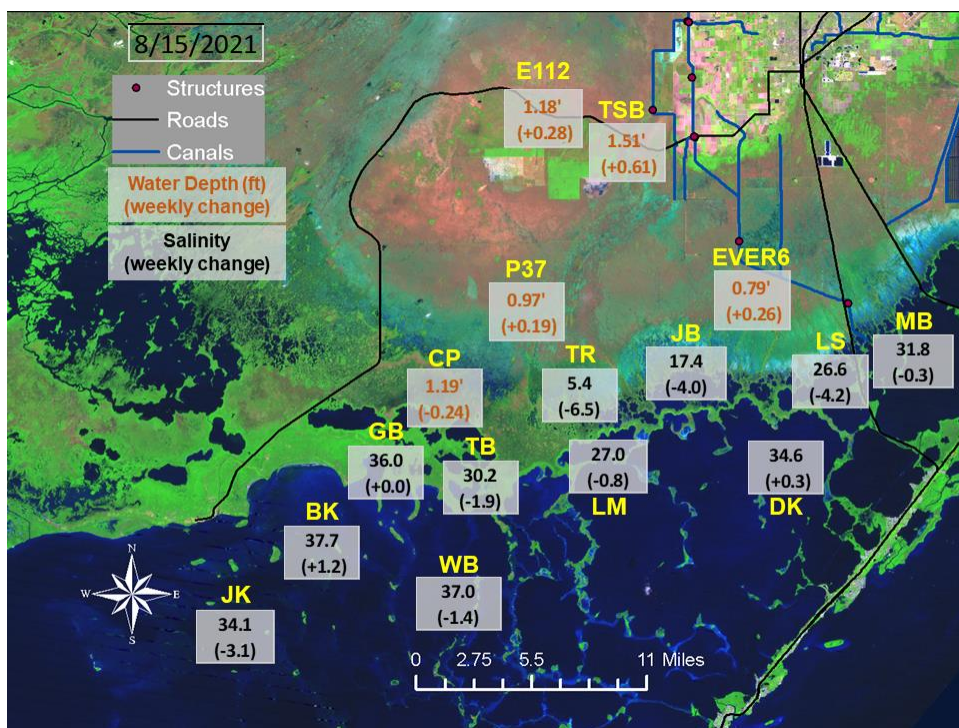 8/15/2021
Structures
Roads
Canals
Water Depth (ft)
(weekly change)
Salinity
(weekly change)
E112
1.18'
(+0.28)
TSB
1.51'
(+0.61)
P37
0.97'
(+0.19)
EVER6
0.79'
(+0.26)
CP
1.19'
(-0.24)
TR
5.4
(-6.5)
JB
17.4
(-4.0)
LS
26.6
(-4.2)
MB
31.8
(-0.3)
GB
36.0
(+0.0)
TB
30.2
(-1.9)
27.0
(-0.8)
LM
34.6
(+0.3)
DK
BK
37.7
(+1.2)
WB
37.0
(-1.4)
JK
34.1
(-3.1)
N
W E
S
0 2.75 5.5 11 Miles